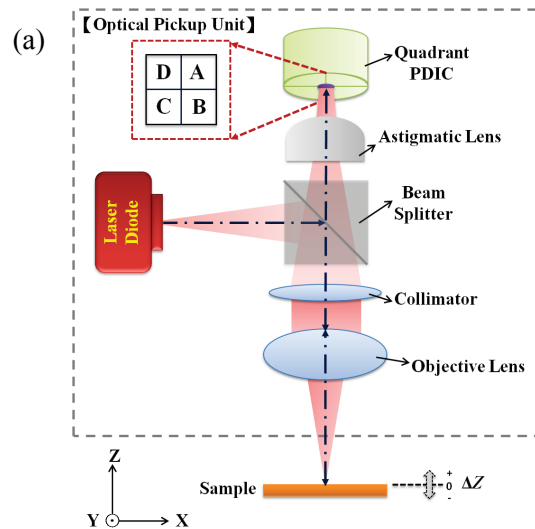 (a)
【Optical Pickup Unit】
D A
C B
Quadrant
PDIC
Astigmatic Lens
Laser
Diode
Beam
Splitter
Collimator
Objective Lens
Z
Y
X
Sample
+
0
-
ΔZ